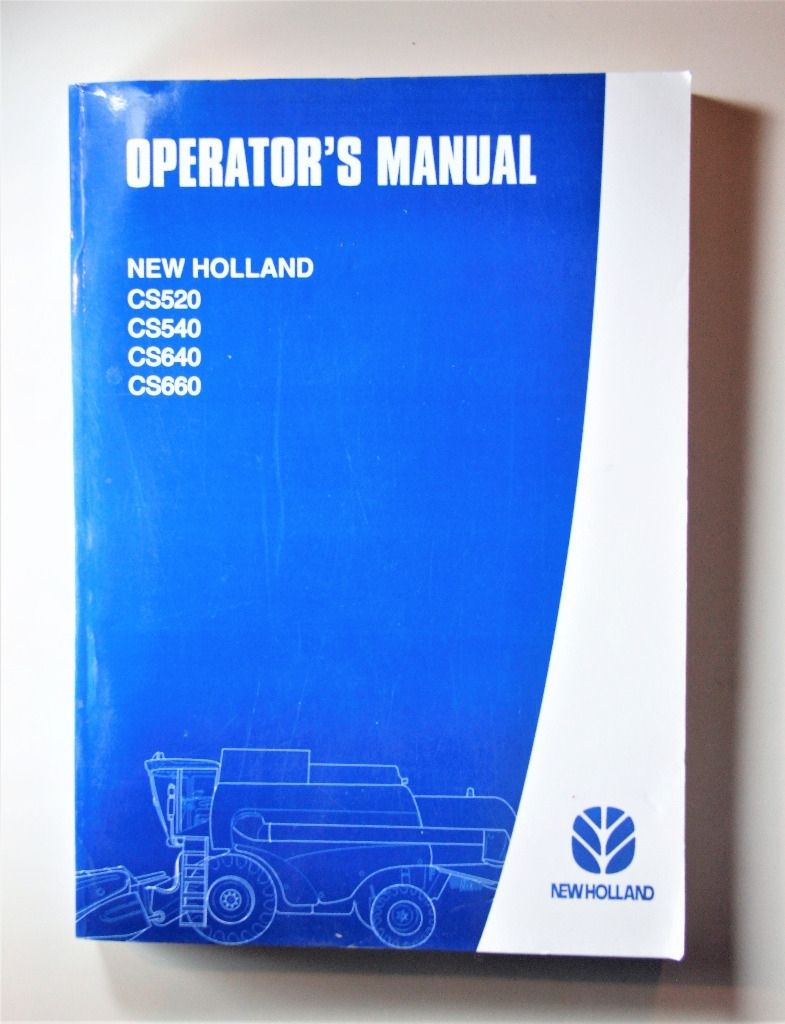 OPERATOR'S MANUAL
NEW HOLLAND
CS520
CS540
CS640
CS660
NEW HOLLAND